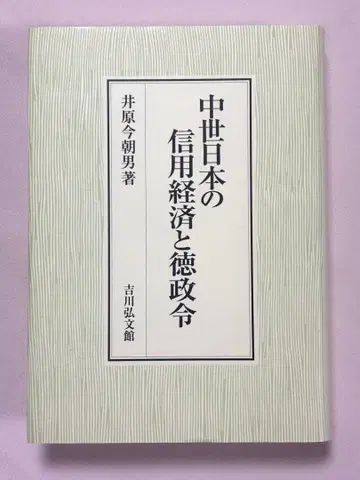 中世日本の
信用経済と徳政令
井原今朝男著
吉川弘文館